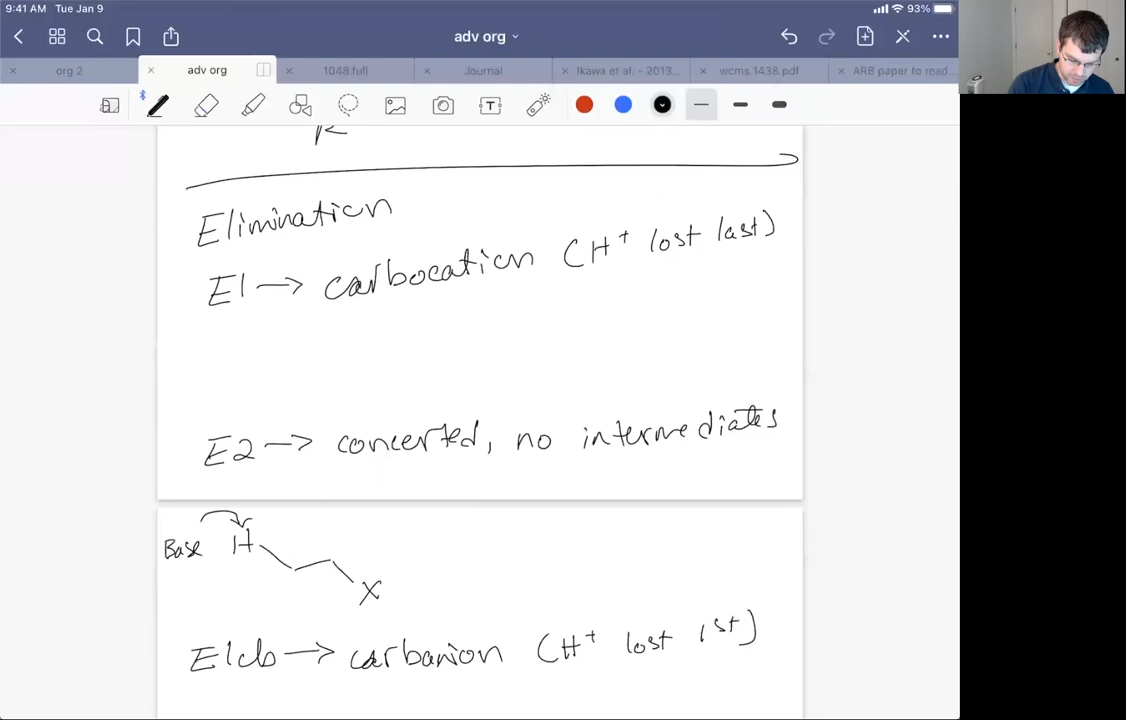 9:41 AM Tue Jan 9
93%
adv org
org 2
adv org
1048.full
Journal
Ikawa et al. - 2013...
wcms.1438.pdf
ARB paper to read...
T
R
Elimination
E1 → carbocation (H+ lost last)
E2 → concerted, no intermediates
Base H
X
E1cb → carbanion (H+ lost 1st)